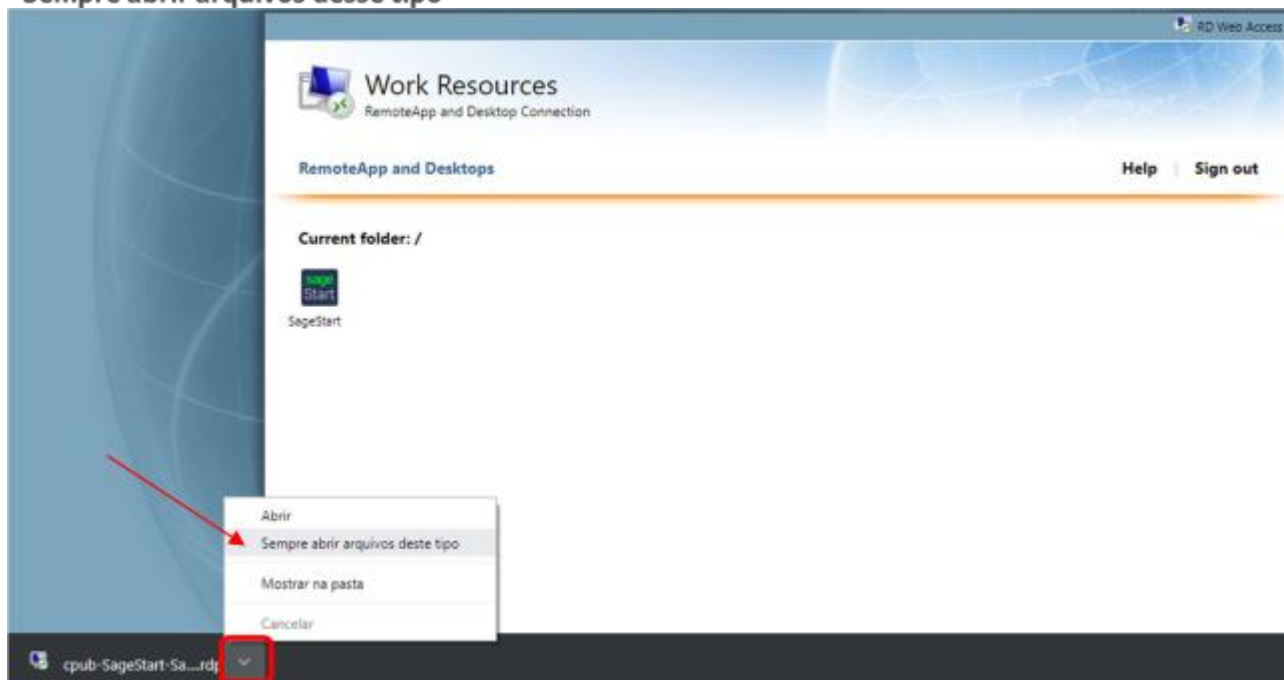 Sempre abrir arquivos desse tipo
RD Web Access
Work Resources
RemoteApp and Desktop Connection
RemoteApp and Desktops
Help | Sign out
Current folder: /
sage
Start
SageStart
Abrir
Sempre abrir arquivos deste tipo
Mostrar na pasta
Cancelar
cpub-SageStart-Sa....rdp